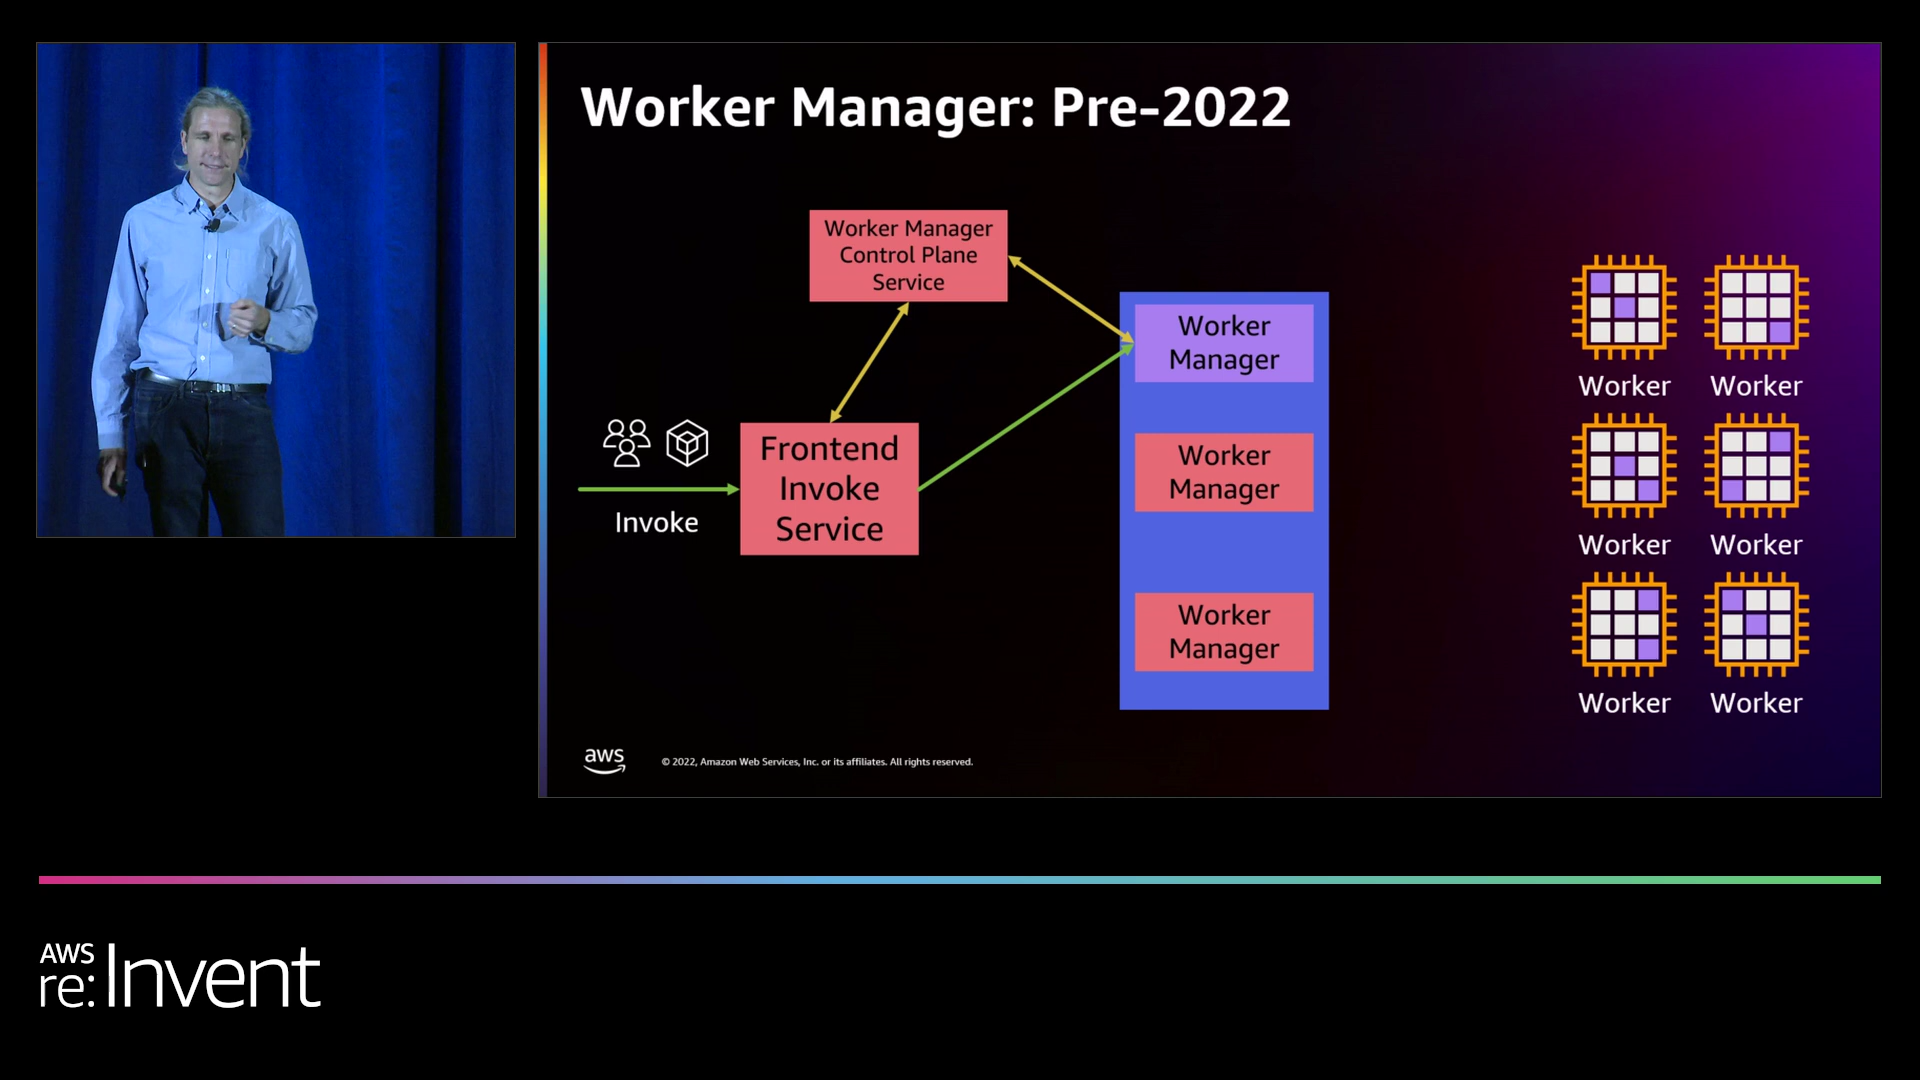 Worker Manager: Pre-2022
Worker Manager
Control Plane
Service
Frontend
Invoke
Service
Invoke
Worker
Manager
Worker
Manager
Worker
Manager
Worker
Worker
Worker
Worker
Worker
Worker
aws
© 2022, Amazon Web Services, Inc. or its affiliates. All rights reserved.
AWS
re:Invent